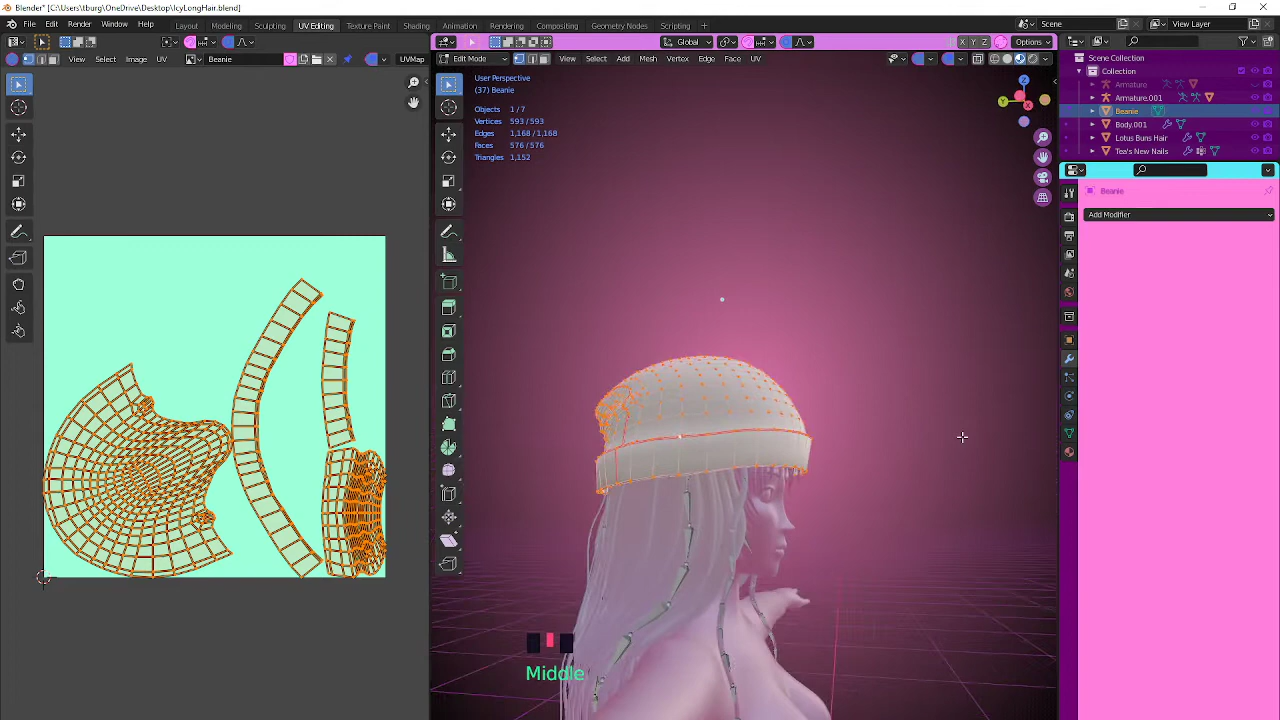 Blender* [C:\Users\tburg\OneDrive\Desktop\IcyLongHair.blend]
File Edit Render Window Help Layout Modeling Sculpting UV Editing Texture Paint Shading Animation Rendering Compositing Geometry Nodes Scripting Scene View Layer
Global X Y Z Options
View Select Image UV UVMap Edit Mode View Select Add Mesh Vertex Edge Face UV
User Perspective
(37) Beanie
Objects 1/7
Vertices 593/593
Edges 1,168/1,168
Faces 576/576
Triangles 1,152
Z
Y
X
Middle
Scene Collection
Collection
Armature
Armature.001
Beanie
Body.001
Lotus Buns Hair
Tea's New Nails
Beanie
Add Modifier